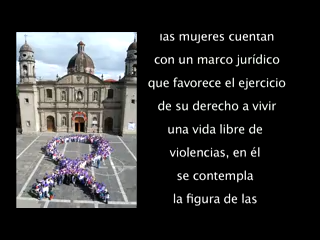 las mujeres cuentan
con un marco jurídico
que favorece el ejercicio
de su derecho a vivir
una vida libre de
violencias, en él
se contempla
la figura de las